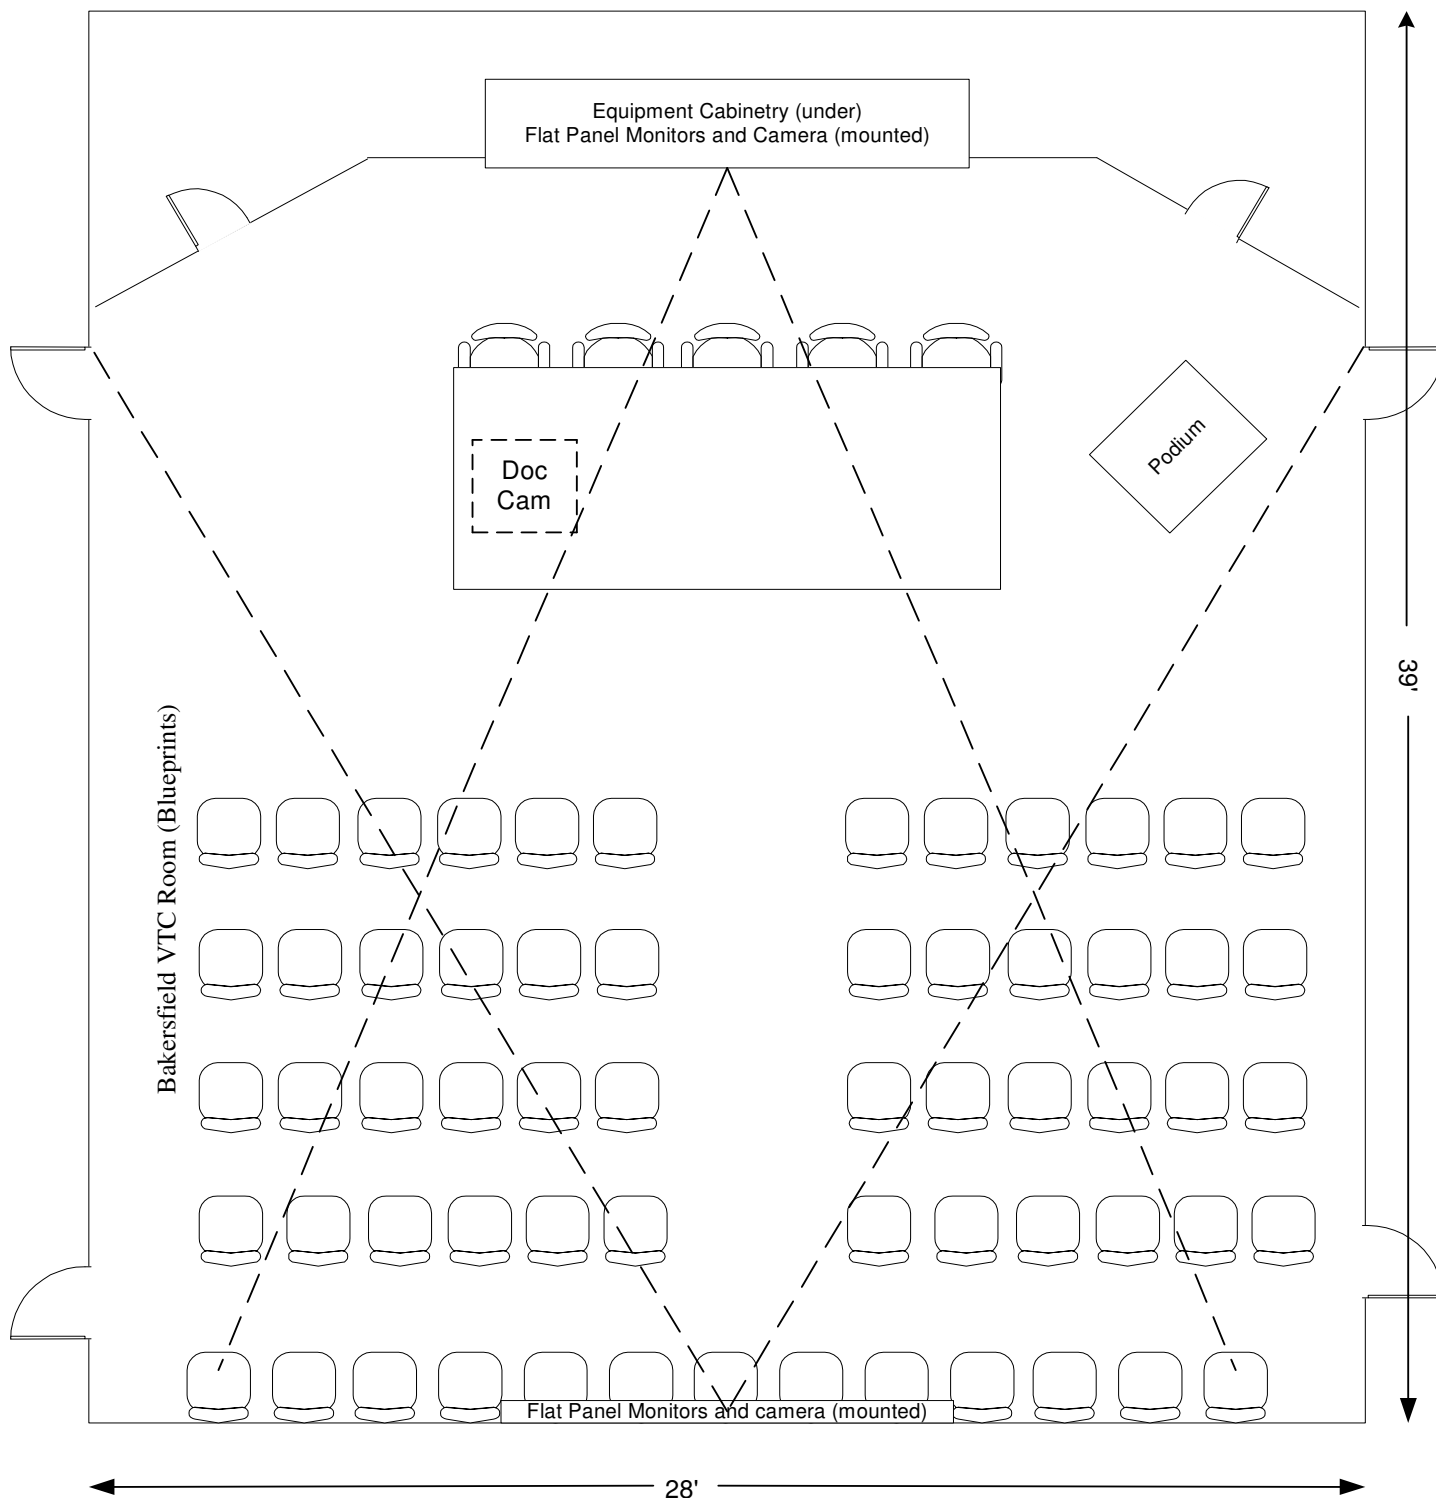 Equipment Cabinetry (under)
Flat Panel Monitors and Camera (mounted)
Doc
Cam
Podium
39'
Bakersfield VTC Room (Blueprints)
Flat Panel Monitors and camera (mounted)
28'